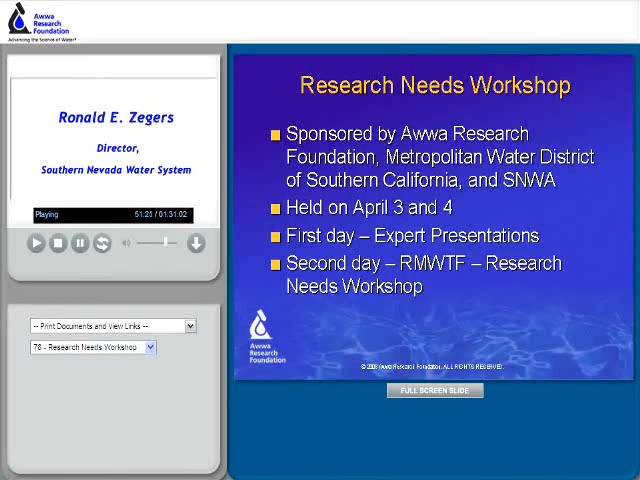 Awwa
Research
Foundation
Advancing the Science of Water®
Ronald E. Zegers
Director,
Southern Nevada Water System
Playing 51:21 / 01:31:02
-- Print Documents and View Links --
78 - Research Needs Workshop
Research Needs Workshop
Sponsored by Awwa Research
Foundation, Metropolitan Water District
of Southern California, and SNWA
Held on April 3 and 4
First day – Expert Presentations
Second day – RMWTF – Research
Needs Workshop
Awwa
Research
Foundation
Awwa Research Foundation. ALL RIGHTS RESERVED.
FULL SCREEN SLIDE